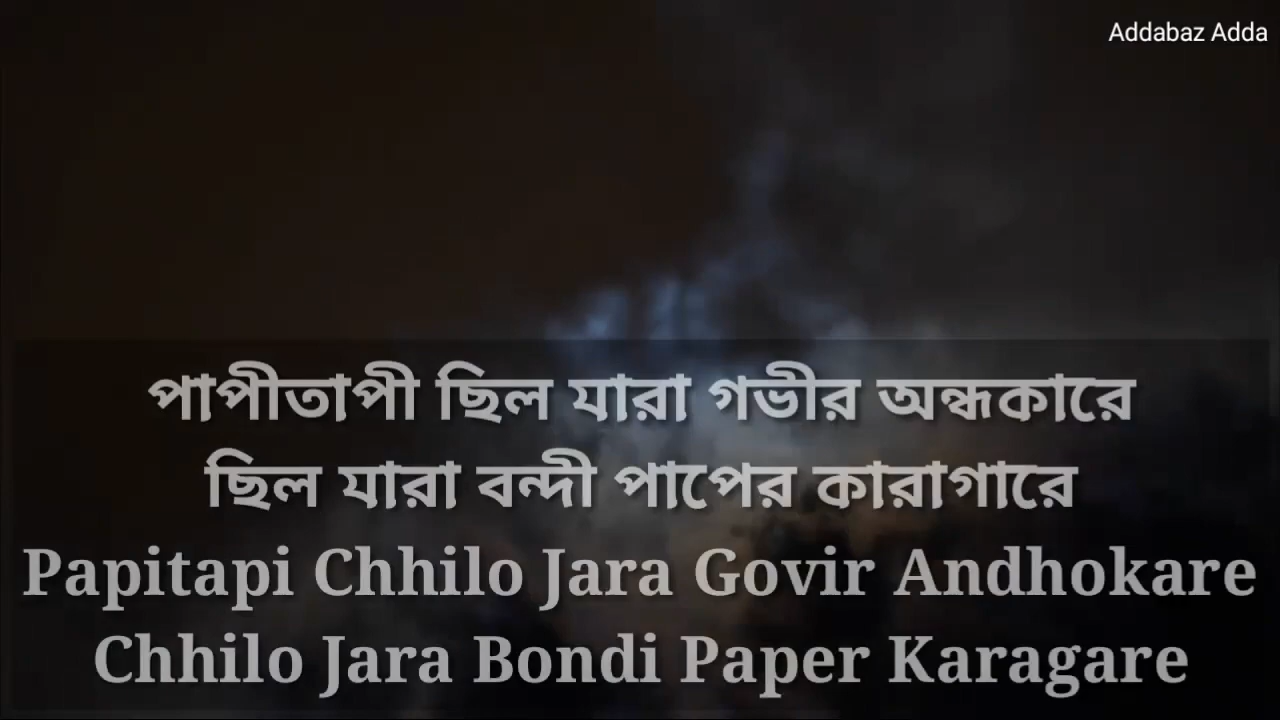 Addabaz Adda
পাপীতাপী ছিল যারা গভীর অন্ধকারে
ছিল যারা বন্দী পাপের কারাগারে
Papitapi Chhilo Jara Govir Andhokare
Chhilo Jara Bondi Paper Karagare